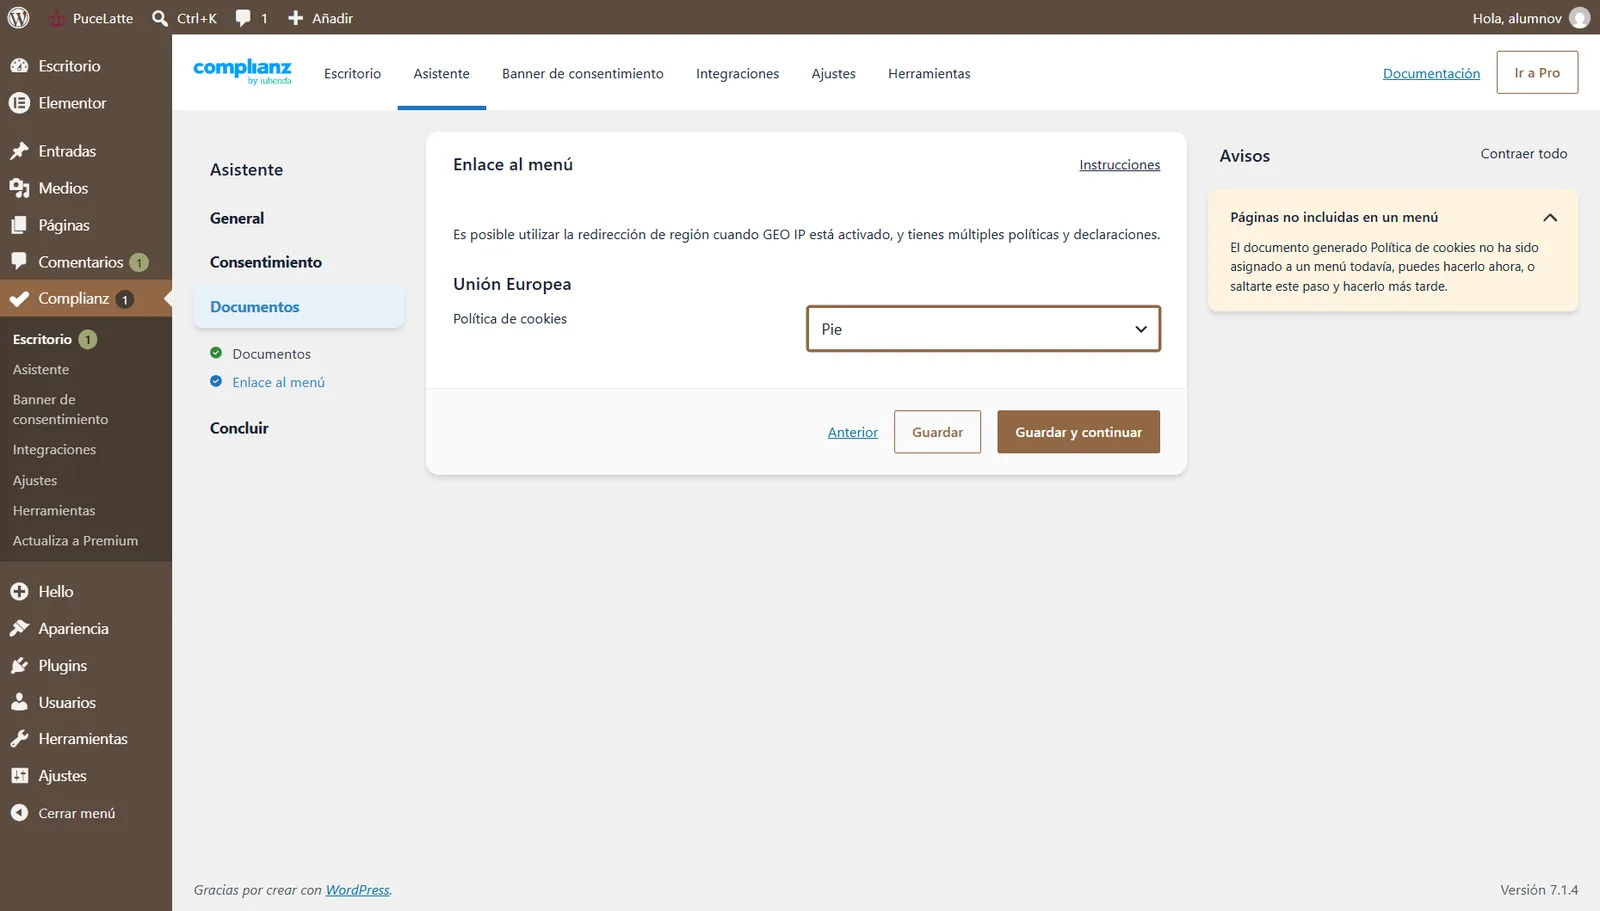 PuceLatte
Ctrl+K
1
Añadir
Hola, alumnov
Escritorio
Elementor
Entradas
Medios
Páginas
Comentarios 1
Complianz 1
Escritorio 1
Asistente
Banner de
consentimiento
Integraciones
Ajustes
Herramientas
Actualiza a Premium
Hello
Apariencia
Plugins
Usuarios
Herramientas
Ajustes
Cerrar menú
complianz
by iubenda
Escritorio
Asistente
Banner de consentimiento
Integraciones
Ajustes
Herramientas
Documentación
Ir a Pro
Asistente
General
Consentimiento
Documentos
Documentos
Enlace al menú
Concluir
Enlace al menú
Instrucciones
Es posible utilizar la redirección de región cuando GEO IP está activado, y tienes múltiples políticas y declaraciones.
Unión Europea
Política de cookies
Pie
Anterior
Guardar
Guardar y continuar
Avisos
Contraer todo
Páginas no incluidas en un menú
El documento generado Política de cookies no ha sido
asignado a un menú todavía, puedes hacerlo ahora, o
saltarte este paso y hacerlo más tarde.
Gracias por crear con WordPress.
Versión 7.1.4